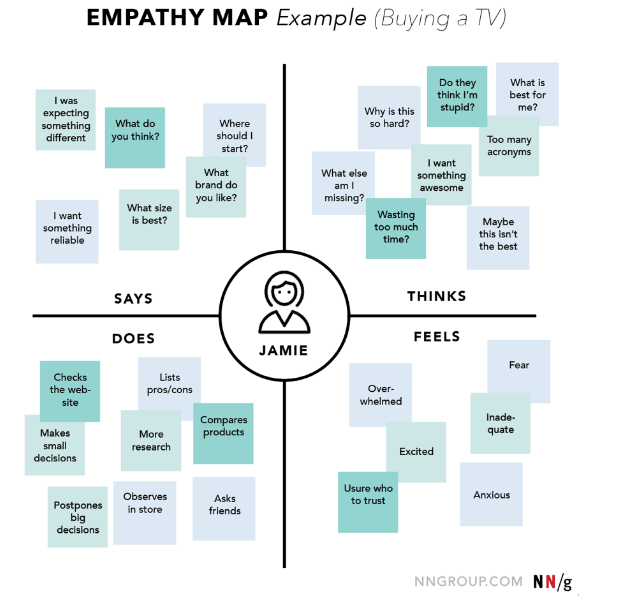 EMPATHY MAP Example (Buying a TV)
I was
expecting
something
different
What do
you think?
Where
should I
start?
What
brand do
you like?
I want
something
reliable
What size
is best?
SAYS
Do they
think I'm
stupid?
What is
best for
me?
Why is this
so hard?
Too many
acronyms
I want
something
awesome
What else
am I
missing?
Wasting
too much
time?
Maybe
this isn't
the best
THINKS
JAMIE
DOES
Checks
the web-
site
Lists
pros/cons
Compares
products
Makes
small
decisions
More
research
Postpones
big
decisions
Observes
in store
Asks
friends
FEELS
Fear
Over-
whelmed
Inade-
quate
Excited
Usure who
to trust
Anxious
NNGROUP.COM NN/g